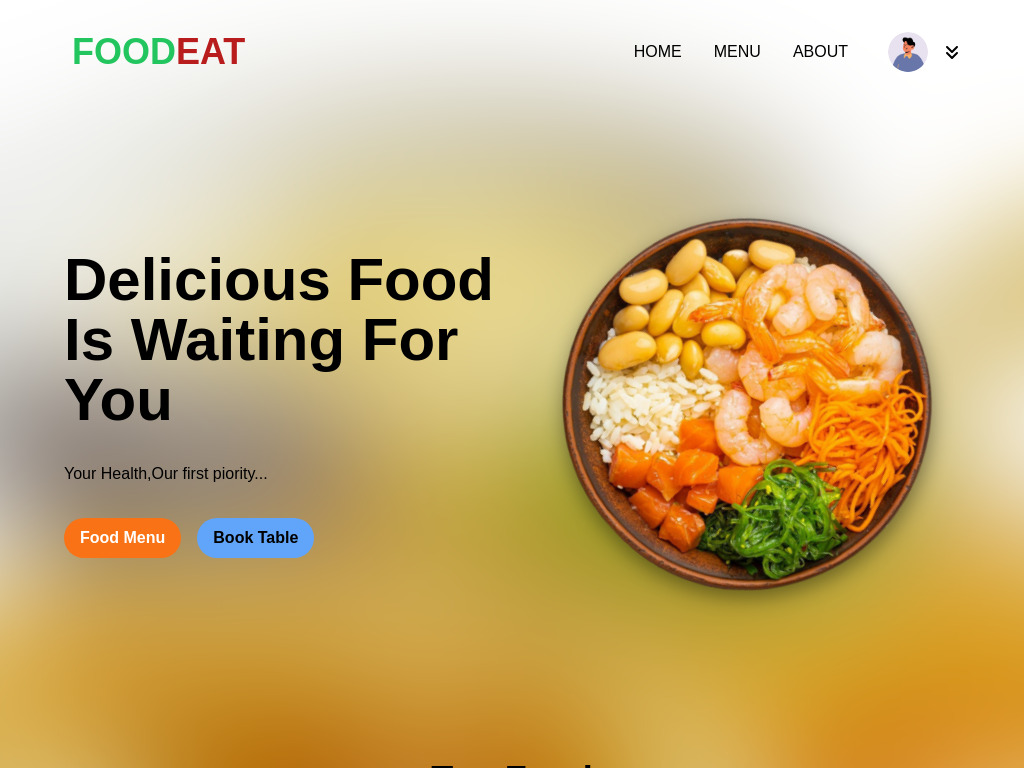 FOODEAT
HOME MENU ABOUT
Delicious Food
Is Waiting For
You
Your Health,Our first piority...
Food Menu Book Table